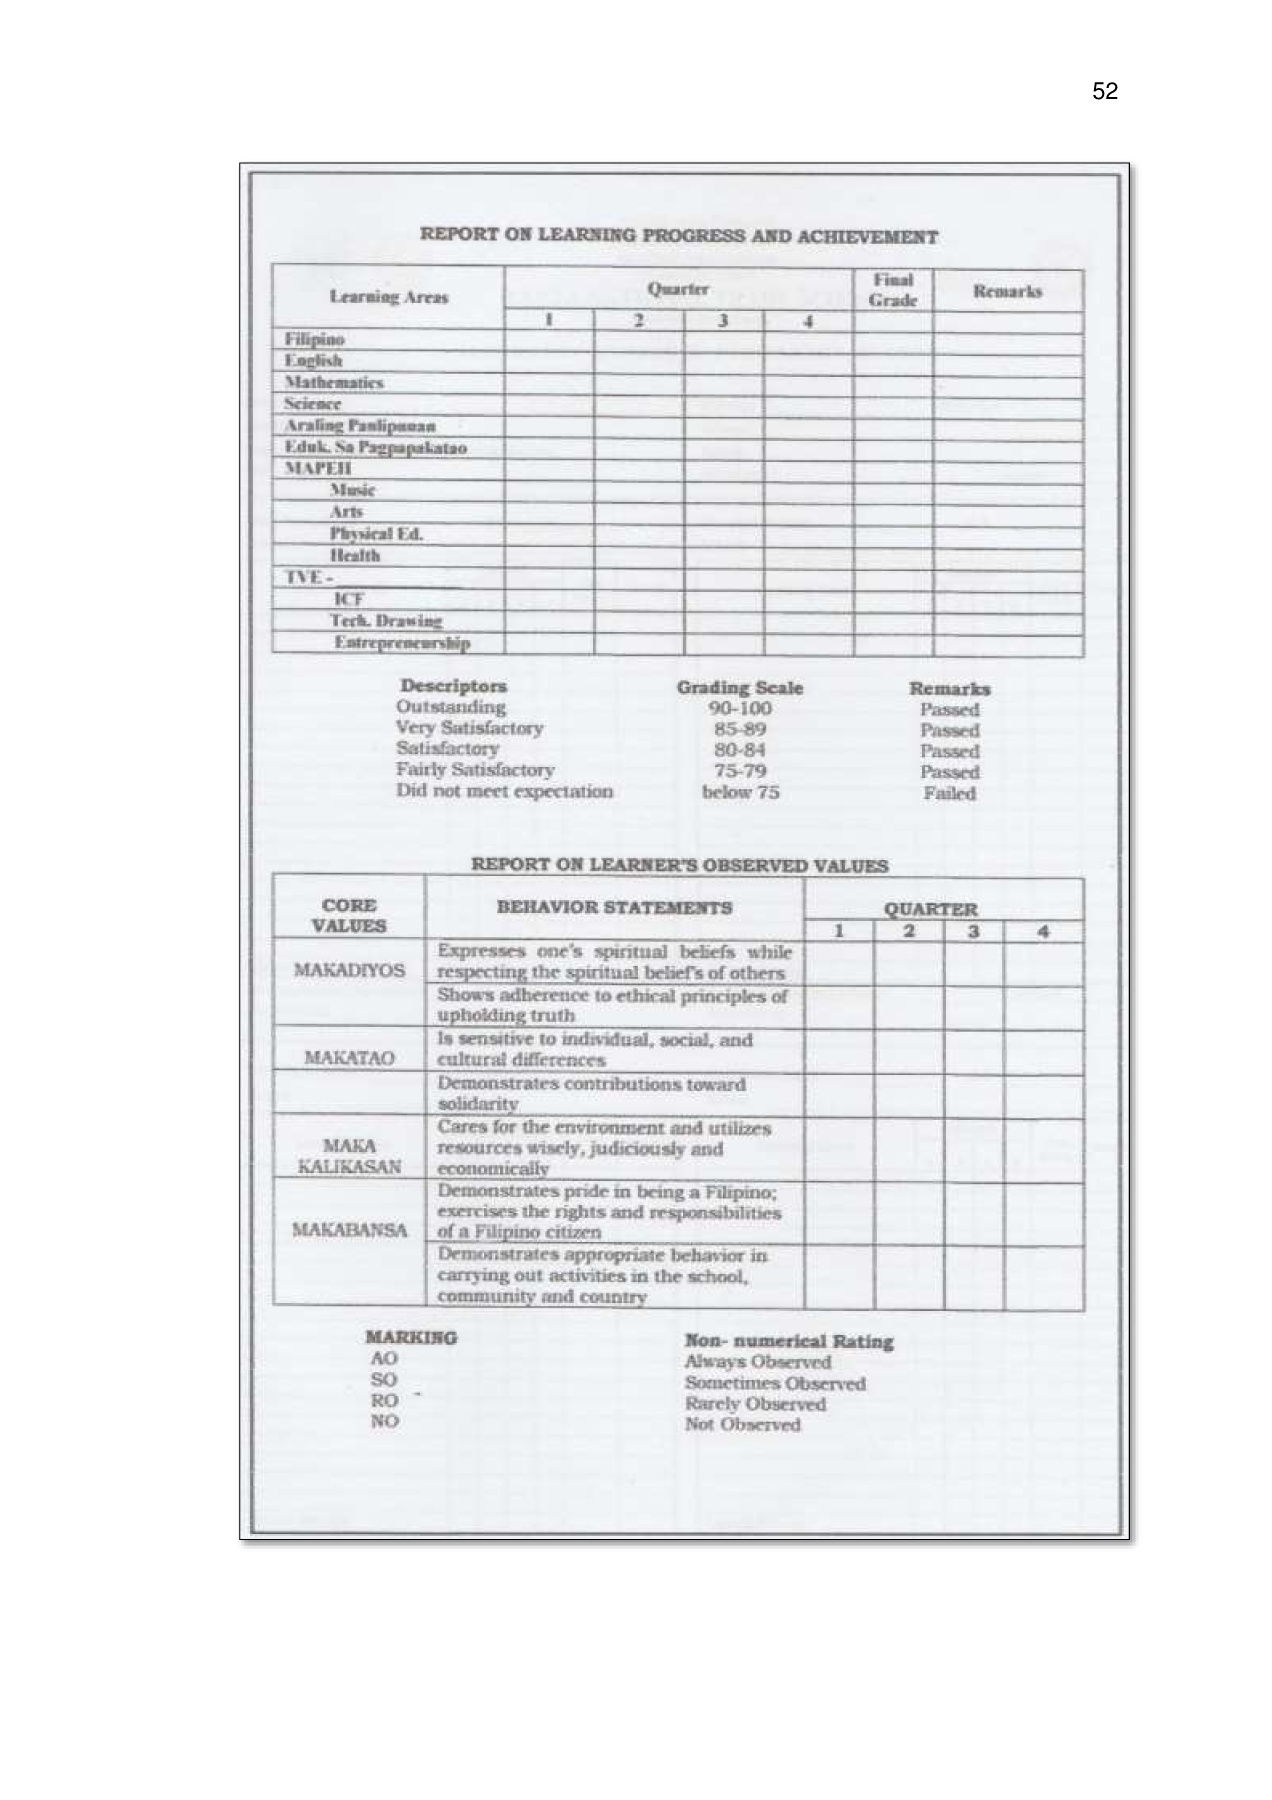 52
REPORT ON LEARNING PROGRESS AND ACHIEVEMENT
Learning Areas Quarter Final Grade Remarks
1 2 3 4
Filipino
English
Mathematics
Science
Araling Panlipunan
Eduk. Sa Pagpapakatao
MAPEH
Music
Arts
Physical Ed.
Health
TVE - ____________
ICF
Tech. Drawing
Entrepreneurship
Descriptors Grading Scale Remarks
Outstanding 90-100 Passed
Very Satisfactory 85-89 Passed
Satisfactory 80-84 Passed
Fairly Satisfactory 75-79 Passed
Did not meet expectation below 75 Failed
REPORT ON LEARNER'S OBSERVED VALUES
CORE VALUES BEHAVIOR STATEMENTS QUARTER
1 2 3 4
MAKADIYOS
Expresses one's spiritual beliefs while
respecting the spiritual belief's of others
Shows adherence to ethical principles of
upholding truth
MAKATAO
Is sensitive to individual, social, and
cultural differences
Demonstrates contributions toward
solidarity
MAKA
KALIKASAN
Cares for the environment and utilizes
resources wisely, judiciously and
economically
MAKABANSA
Demonstrates pride in being a Filipino;
exercises the rights and responsibilities
of a Filipino citizen
Demonstrates appropriate behavior in
carrying out activities in the school,
community and country
MARKING Non- numerical Rating
AO Always Observed
SO Sometimes Observed
RO - Rarely Observed
NO Not Observed